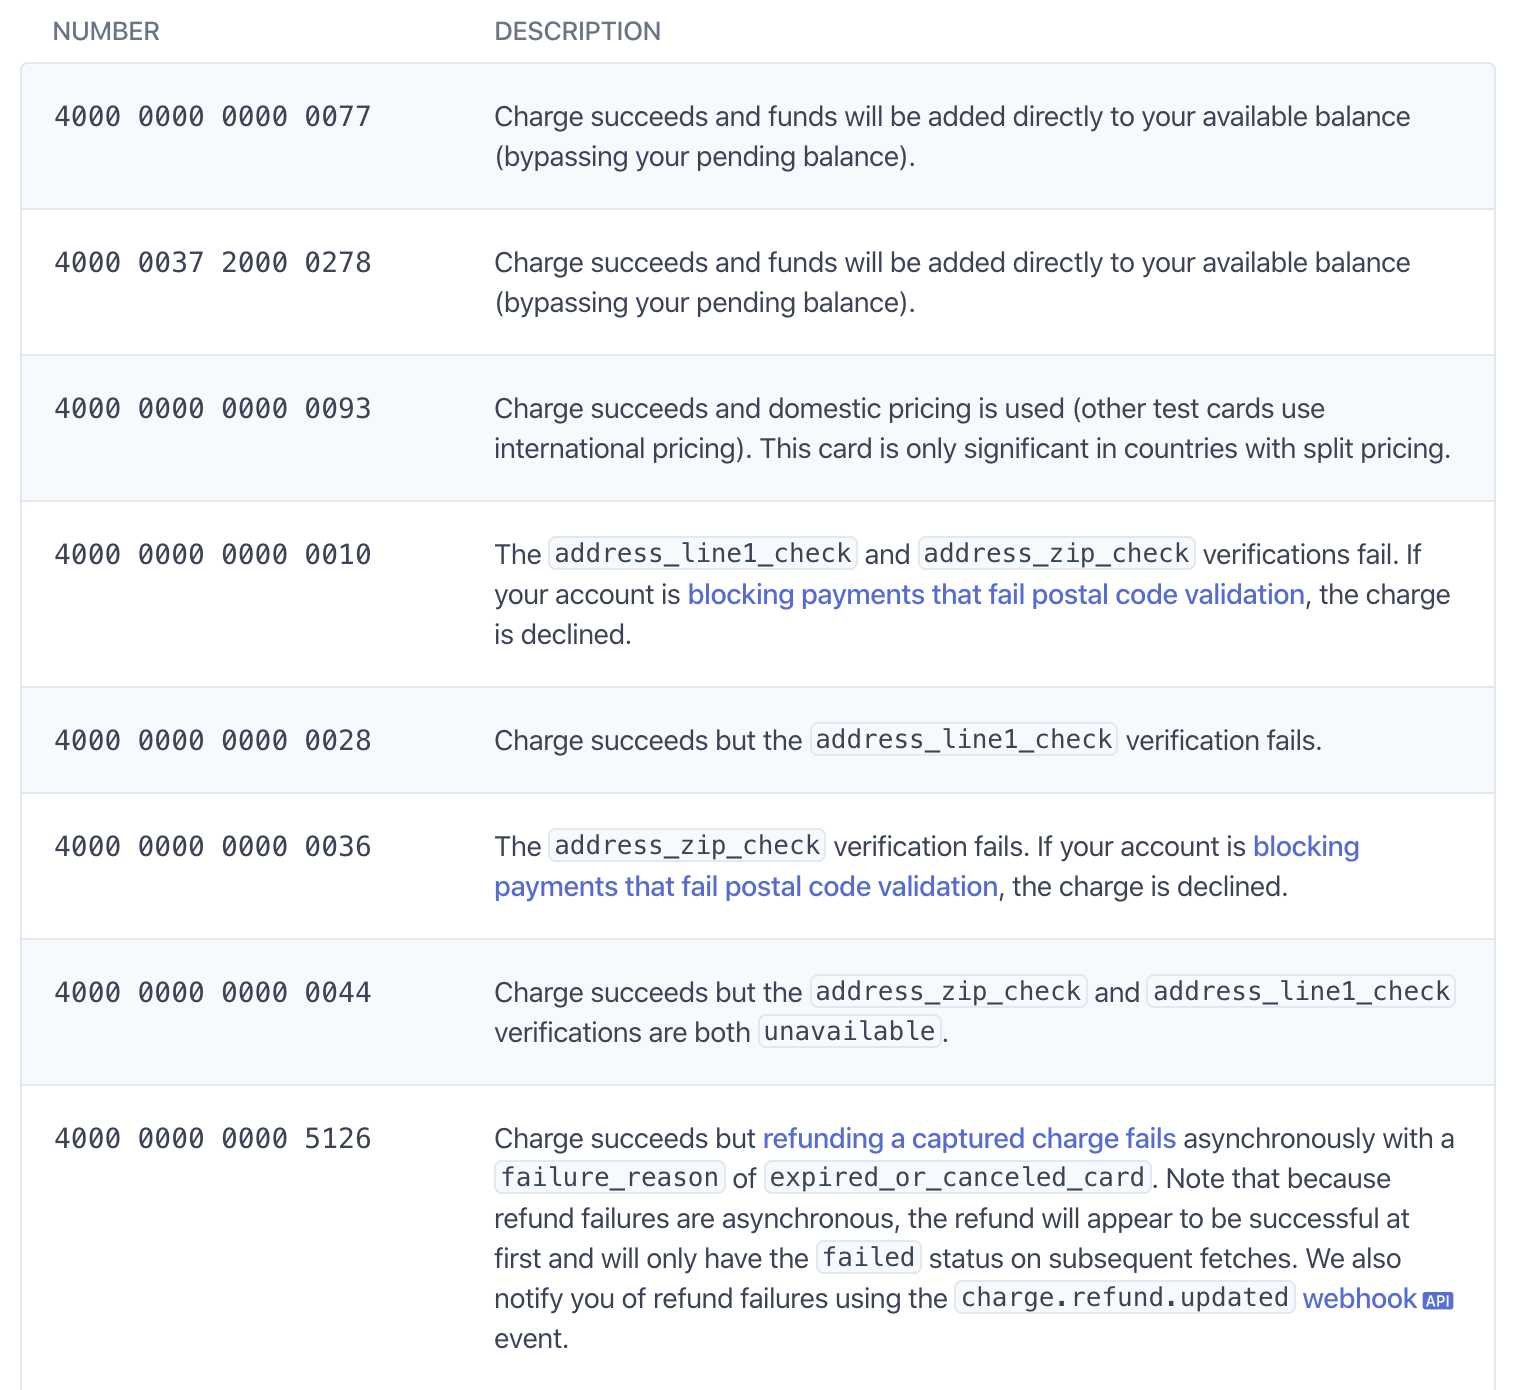 NUMBER DESCRIPTION
4000 0000 0000 0077 Charge succeeds and funds will be added directly to your available balance
(bypassing your pending balance).
4000 0037 2000 0278 Charge succeeds and funds will be added directly to your available balance
(bypassing your pending balance).
4000 0000 0000 0093 Charge succeeds and domestic pricing is used (other test cards use
international pricing). This card is only significant in countries with split pricing.
4000 0000 0000 0010 The address_line1_check and address_zip_check verifications fail. If
your account is blocking payments that fail postal code validation, the charge
is declined.
4000 0000 0000 0028 Charge succeeds but the address_line1_check verification fails.
4000 0000 0000 0036 The address_zip_check verification fails. If your account is blocking
payments that fail postal code validation, the charge is declined.
4000 0000 0000 0044 Charge succeeds but the address_zip_check and address_line1_check
verifications are both unavailable.
4000 0000 0000 5126 Charge succeeds but refunding a captured charge fails asynchronously with a
failure_reason of expired_or_canceled_card. Note that because
refund failures are asynchronous, the refund will appear to be successful at
first and will only have the failed status on subsequent fetches. We also
notify you of refund failures using the charge.refund.updated webhook API
event.